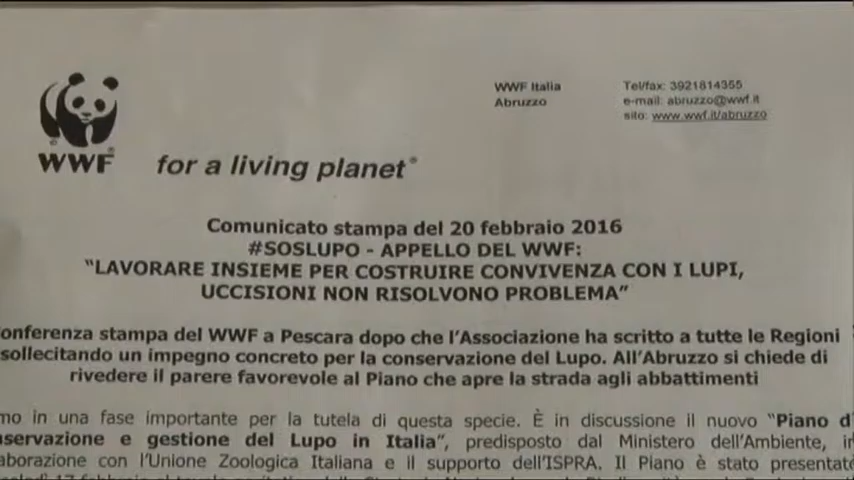 WWF Italia
Abruzzo
Tel/fax: 3921814355
e-mail: abruzzo@wwf.it
sito: www.wwf.it/abruzzo
WWF
for a living planet®
Comunicato stampa del 20 febbraio 2016
#SOSLUPO - APPELLO DEL WWF:
“LAVORARE INSIEME PER COSTRUIRE CONVIVENZA CON I LUPI,
UCCISIONI NON RISOLVONO PROBLEMA”
onferenza stampa del WWF a Pescara dopo che l’Associazione ha scritto a tutte le Regioni
sollecitando un impegno concreto per la conservazione del Lupo. All’Abruzzo si chiede di
rivedere il parere favorevole al Piano che apre la strada agli abbattimenti
mo in una fase importante per la tutela di questa specie. È in discussione il nuovo “Piano d
servazione e gestione del Lupo in Italia”, predisposto dal Ministero dell’Ambiente, in
aborazione con l’Unione Zoologica Italiana e il supporto dell’ISPRA. Il Piano è stato presentato